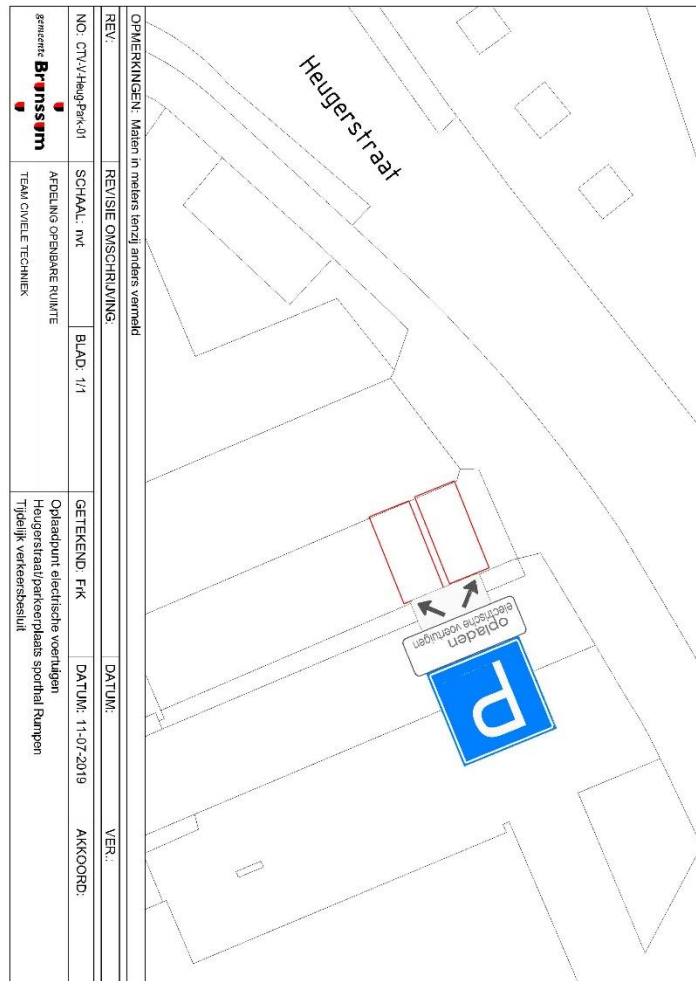 Heugerstraat
P
opladen
electrische voertuigen
OPMERKINGEN: Maten in meters tenzij anders vermeld
REV: REVISIE OMSCHRIJVING: DATUM: VER.:
NO: CTV-V-Heug-Park-01 SCHAAL: nvt BLAD: 1/1 GETEKEND: FrK DATUM: 11-07-2019 AKKOORD:
gemeente Brunssum
AFDELING OPENBARE RUIMTE
TEAM CIVIELE TECHNIEK
Oplaadpunt electrische voertuigen
Heugerstraat/parkeerplaats sporthal Rumpen
Tijdelijk verkeersbesluit